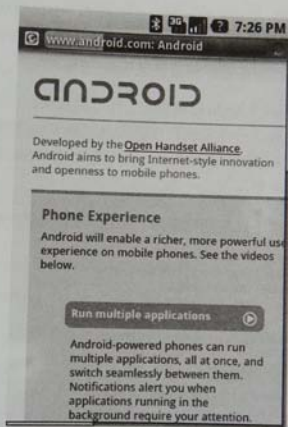 3G 7:26 PM
www.android.com: Android
ANDROID
Developed by the Open Handset Alliance,
Android aims to bring Internet-style innovation
and openness to mobile phones.
Phone Experience
Android will enable a richer, more powerful use
experience on mobile phones. See the videos
below.
Run multiple applications
Android-powered phones can run
multiple applications, all at once, and
switch seamlessly between them.
Notifications alert you when
applications running in the
background require your attention.